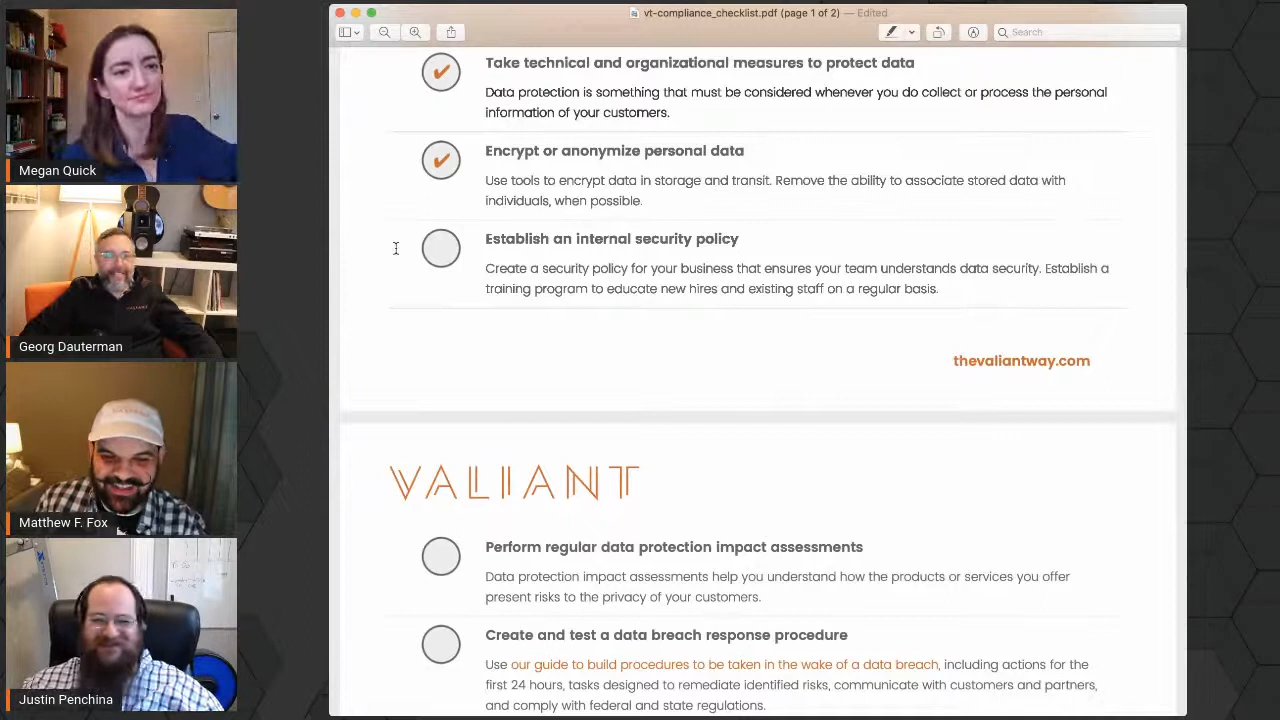 Megan Quick
Georg Dauterman
VALIANT
Matthew F. Fox
Justin Penchina
vt-compliance_checklist.pdf (page 1 of 2) — Edited
Search
Take technical and organizational measures to protect data
Data protection is something that must be considered whenever you do collect or process the personal
information of your customers.
Encrypt or anonymize personal data
Use tools to encrypt data in storage and transit. Remove the ability to associate stored data with
individuals, when possible.
Establish an internal security policy
Create a security policy for your business that ensures your team understands data security. Establish a
training program to educate new hires and existing staff on a regular basis.
thevaliantway.com
VALIANT
Perform regular data protection impact assessments
Data protection impact assessments help you understand how the products or services you offer
present risks to the privacy of your customers.
Create and test a data breach response procedure
Use our guide to build procedures to be taken in the wake of a data breach, including actions for the
first 24 hours, tasks designed to remediate identified risks, communicate with customers and partners,
and comply with federal and state regulations.